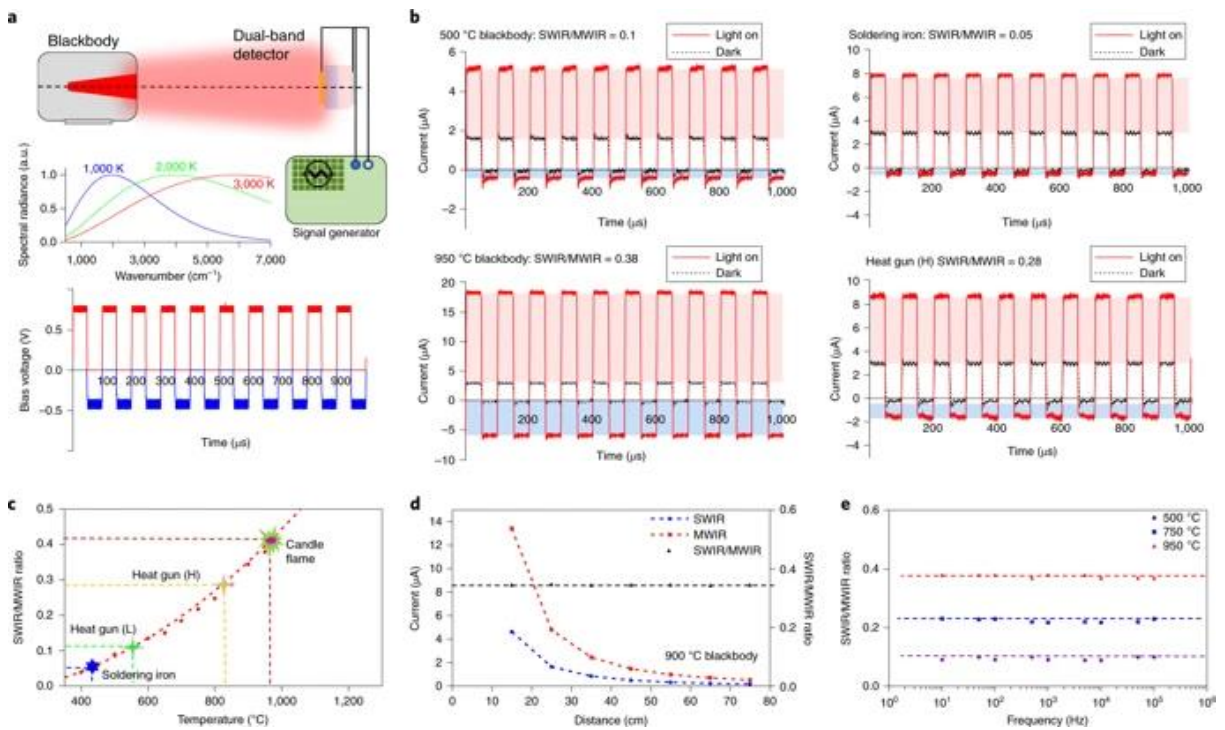 a
Blackbody
Dual-band
detector
Spectral radiance (a.u.)
1.0
0.5
0.0
1,000 K
2,000 K
3,000 K
1,000
3,000
5,000
7,000
Wavenumber (cm⁻¹)
Signal generator
Bias voltage (V)
0.5
0.0
−0.5
100 200 300 400 500 600 700 800 900
Time (μs)
b
500 °C blackbody: SWIR/MWIR = 0.1
Light on
Dark
Current (μA)
6
4
2
0
−2
200 400 600 800 1,000
Time (μs)
Soldering iron: SWIR/MWIR = 0.05
Light on
Dark
Current (μA)
10
8
6
4
2
0
−2
−4
200 400 600 800 1,000
Time (μs)
950 °C blackbody: SWIR/MWIR = 0.38
Light on
Dark
Current (μA)
20
15
10
5
0
−5
−10
200 400 600 800 1,000
Time (μs)
Heat gun (H) SWIR/MWIR = 0.28
Light on
Dark
Current (μA)
10
8
6
4
2
0
−2
−4
200 400 600 800 1,000
Time (μs)
c
SWIR/MWIR ratio
0.5
0.4
0.3
0.2
0.1
0.0
Candle
flame
Heat gun (H)
Heat gun (L)
Soldering iron
400 600 800 1,000 1,200
Temperature (°C)
d
Current (μA)
14
12
10
8
6
4
2
0
SWIR
MWIR
SWIR/MWIR
900 °C blackbody
0 20 40 60 80
Distance (cm)
0.6
0.4
0.2
0.0
SWIR/MWIR
ratio
e
SWIR/MWIR ratio
0.6
0.4
0.2
0.0
500 °C
750 °C
950 °C
10⁰ 10¹ 10² 10³ 10⁴ 10⁵ 10⁶
Frequency (Hz)